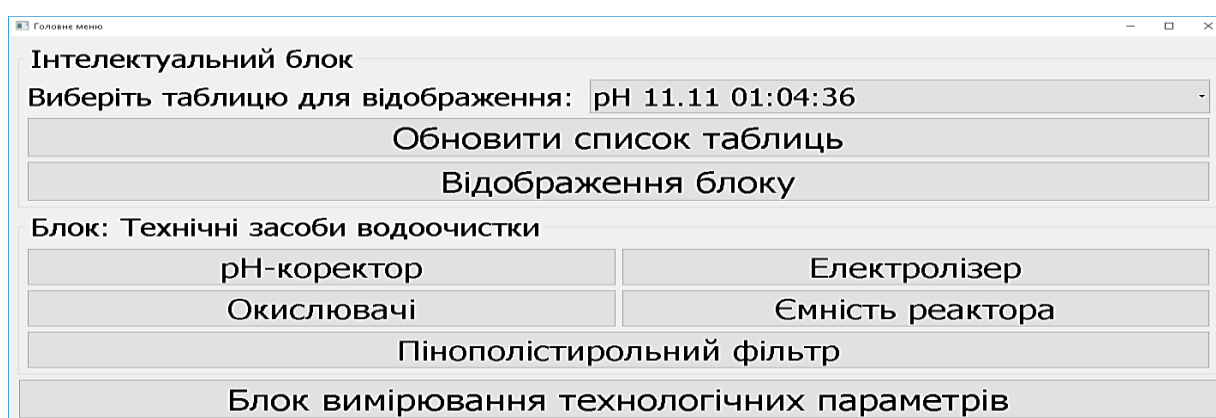 Головне меню
Інтелектуальний блок
Виберіть таблицю для відображення: pH 11.11 01:04:36
Обновити список таблиць
Відображення блоку
Блок: Технічні засоби водоочистки
pH-коректор Електролізер
Окислювачі Ємність реактора
Пінополістирольний фільтр
Блок вимірювання технологічних параметрів